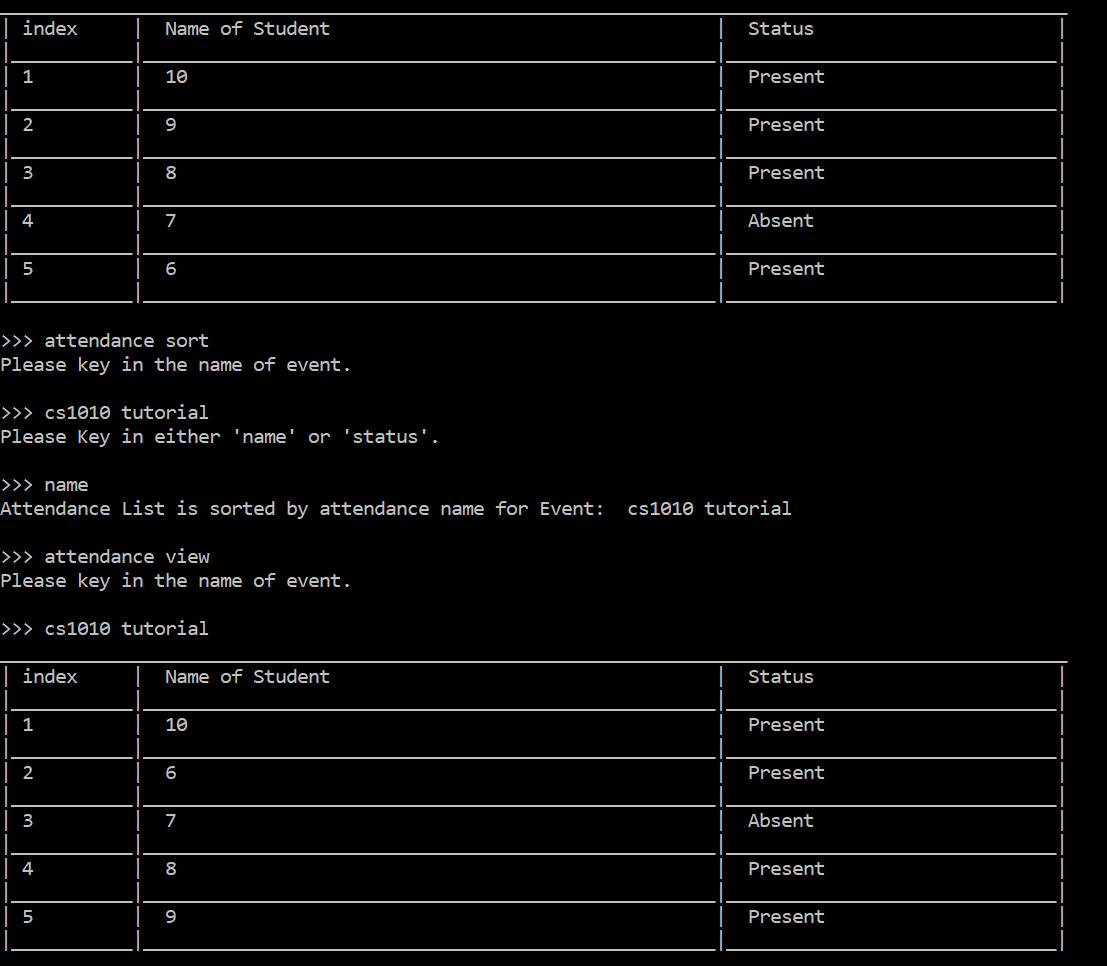 index Name of Student Status
1 10 Present
2 9 Present
3 8 Present
4 7 Absent
5 6 Present
>>> attendance sort
Please key in the name of event.
>>> cs1010 tutorial
Please Key in either 'name' or 'status'.
>>> name
Attendance List is sorted by attendance name for Event:  cs1010 tutorial
>>> attendance view
Please key in the name of event.
>>> cs1010 tutorial
index Name of Student Status
1 10 Present
2 6 Present
3 7 Absent
4 8 Present
5 9 Present